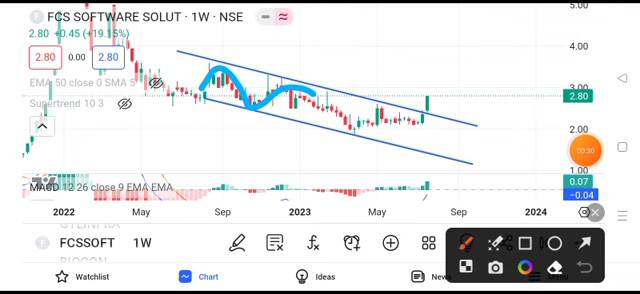 FCS SOFTWARE SOLUT · 1W · NSE
2.80 +0.45 (+19.15%)
2.80 0.00 2.80
EMA 50 close 0 SMA 5
Supertrend 10 3
5.00
4.00
3.00
2.80
2.00
1.00
00:30
0.07
−0.04
MACD 12 26 close 9 EMA EMA
2022 May Sep 2023 May Sep 2024
FCSSOFT 1W
Watchlist Chart Ideas News